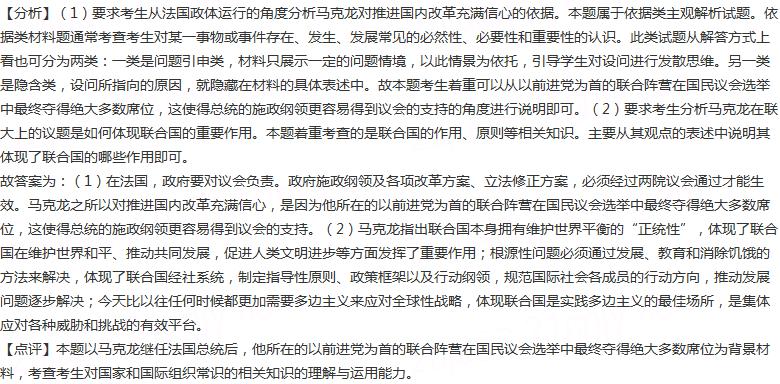 【分析】（1）要求考生从法国政体运行的角度分析马克龙对推进国内改革充满信心的依据。本题属于依据类主观解析试题。依
据类材料题通常考查考生对某一事物或事件存在、发生、发展常见的必然性、必要性和重要性的认识。此类试题从解答方式上
看也可分为两类：一类是问题引申类，材料只展示一定的问题情境，以此情景为依托，引导学生对设问进行发散思维。另一类
是隐含类，设问所指向的原因，就隐藏在材料的具体表述中。故本题考生着重可以从以前进党为首的联合阵营在国民议会选举
中最终夺得绝大多数席位，这使得总统的施政纲领更容易得到议会的支持的角度进行说明即可。（2）要求考生分析马克龙在联
大上的议题是如何体现联合国的重要作用。本题着重考查的是联合国的作用、原则等相关知识。主要从其观点的表述中说明其
体现了联合国的哪些作用即可。
故答案为：（1）在法国，政府要对议会负责。政府施政纲领及各项改革方案、立法修正方案，必须经过两院议会通过才能生
效。马克龙之所以对推进国内改革充满信心，是因为他所在的以前进党为首的联合阵营在国民议会选举中最终夺得绝大多数席
位，这使得总统的施政纲领更容易得到议会的支持。（2）马克龙指出联合国本身拥有维护世界平衡的“正统性”，体现了联合
国在维护世界和平、推动共同发展，促进人类文明进步等方面发挥了重要作用；根源性问题必须通过发展、教育和消除饥饿的
方法来解决，体现了联合国经社系统，制定指导性原则、政策框架以及行动纲领，规范国际社会各成员的行动方向，推动发展
问题逐步解决；今天比以往任何时候都更加需要多边主义来应对全球性战略，体现联合国是实践多边主义的最佳场所，是集体
应对各种威胁和挑战的有效平台。
【点评】本题以马克龙继任法国总统后，他所在的以前进党为首的联合阵营在国民议会选举中最终夺得绝大多数席位为背景材
料，考查考生对国家和国际组织常识的相关知识的理解与运用能力。